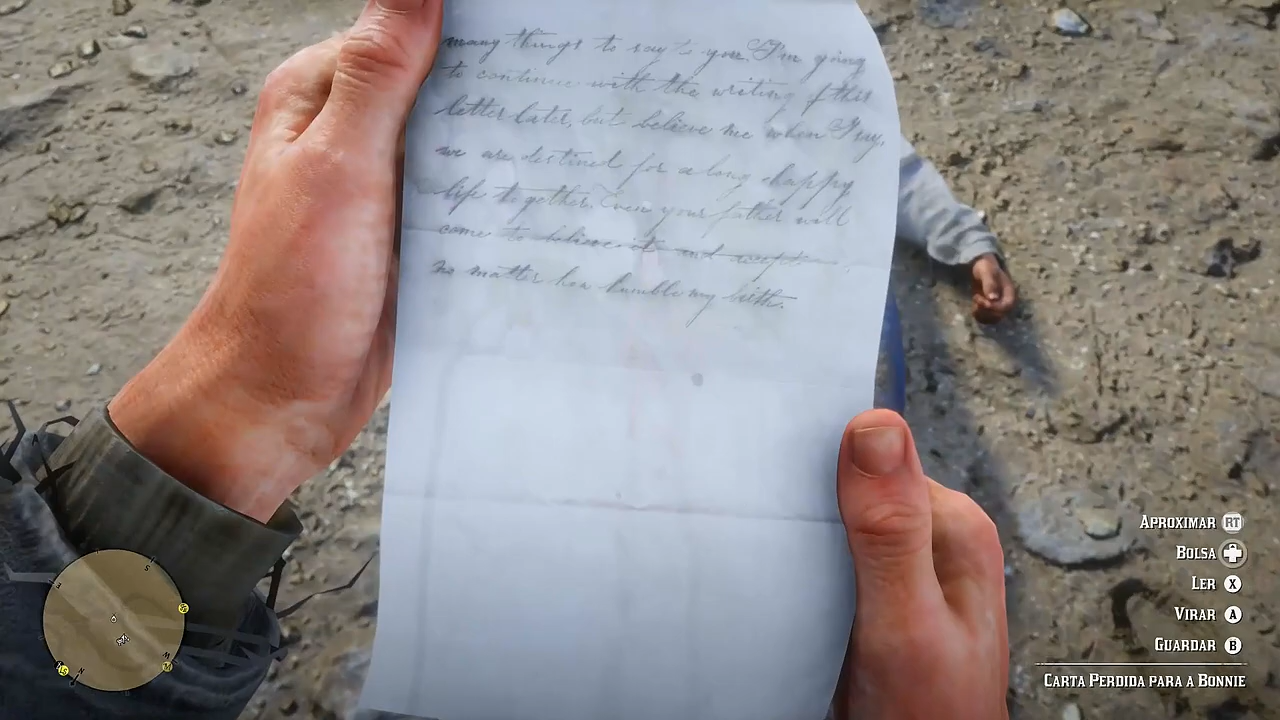 many things to say to you I'm going
to continue with the writing of this
letter later, but believe me when I say,
we are destined for a long & happy
life together. Even your father will
come to believe it and accept
no matter how humble my birth.
APROXIMAR RT
BOLSA
LER X
VIRAR A
GUARDAR B
CARTA PERDIDA PARA A BONNIE